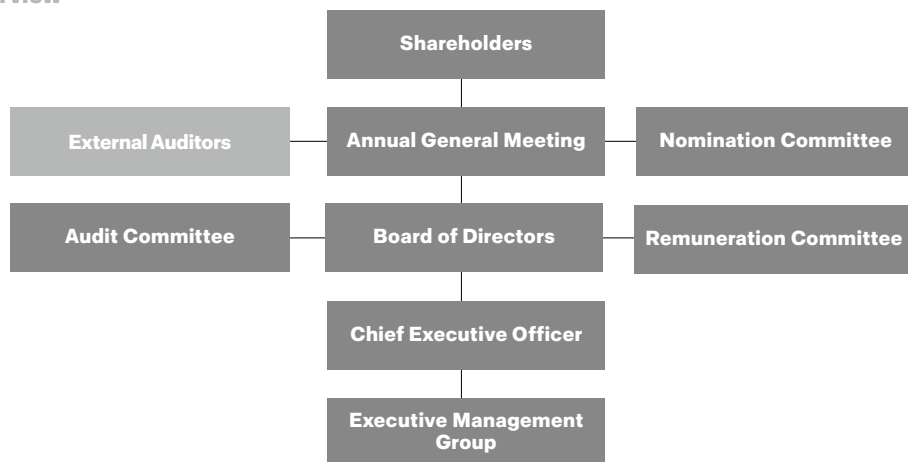 Shareholders
External Auditors
Annual General Meeting
Nomination Committee
Audit Committee
Board of Directors
Remuneration Committee
Chief Executive Officer
Executive Management
Group